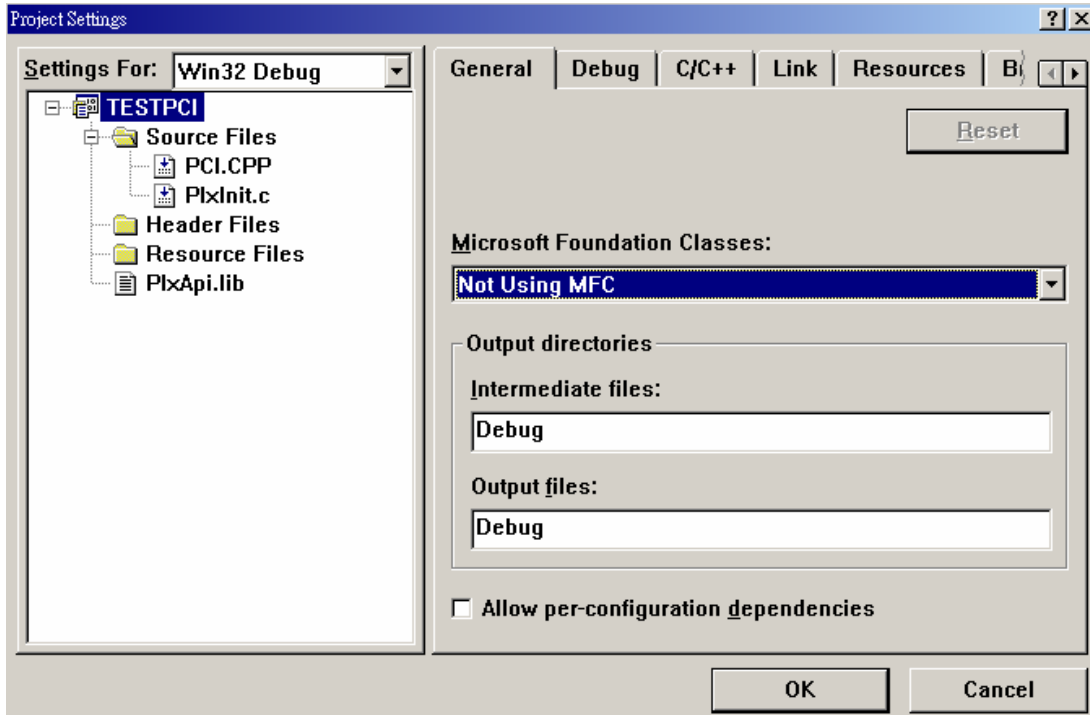 Project Settings
Settings For: Win32 Debug
TESTPCI
Source Files
PCI.CPP
PlxInit.c
Header Files
Resource Files
PlxApi.lib
General Debug C/C++ Link Resources
Reset
Microsoft Foundation Classes:
Not Using MFC
Output directories
Intermediate files:
Debug
Output files:
Debug
Allow per-configuration dependencies
OK Cancel